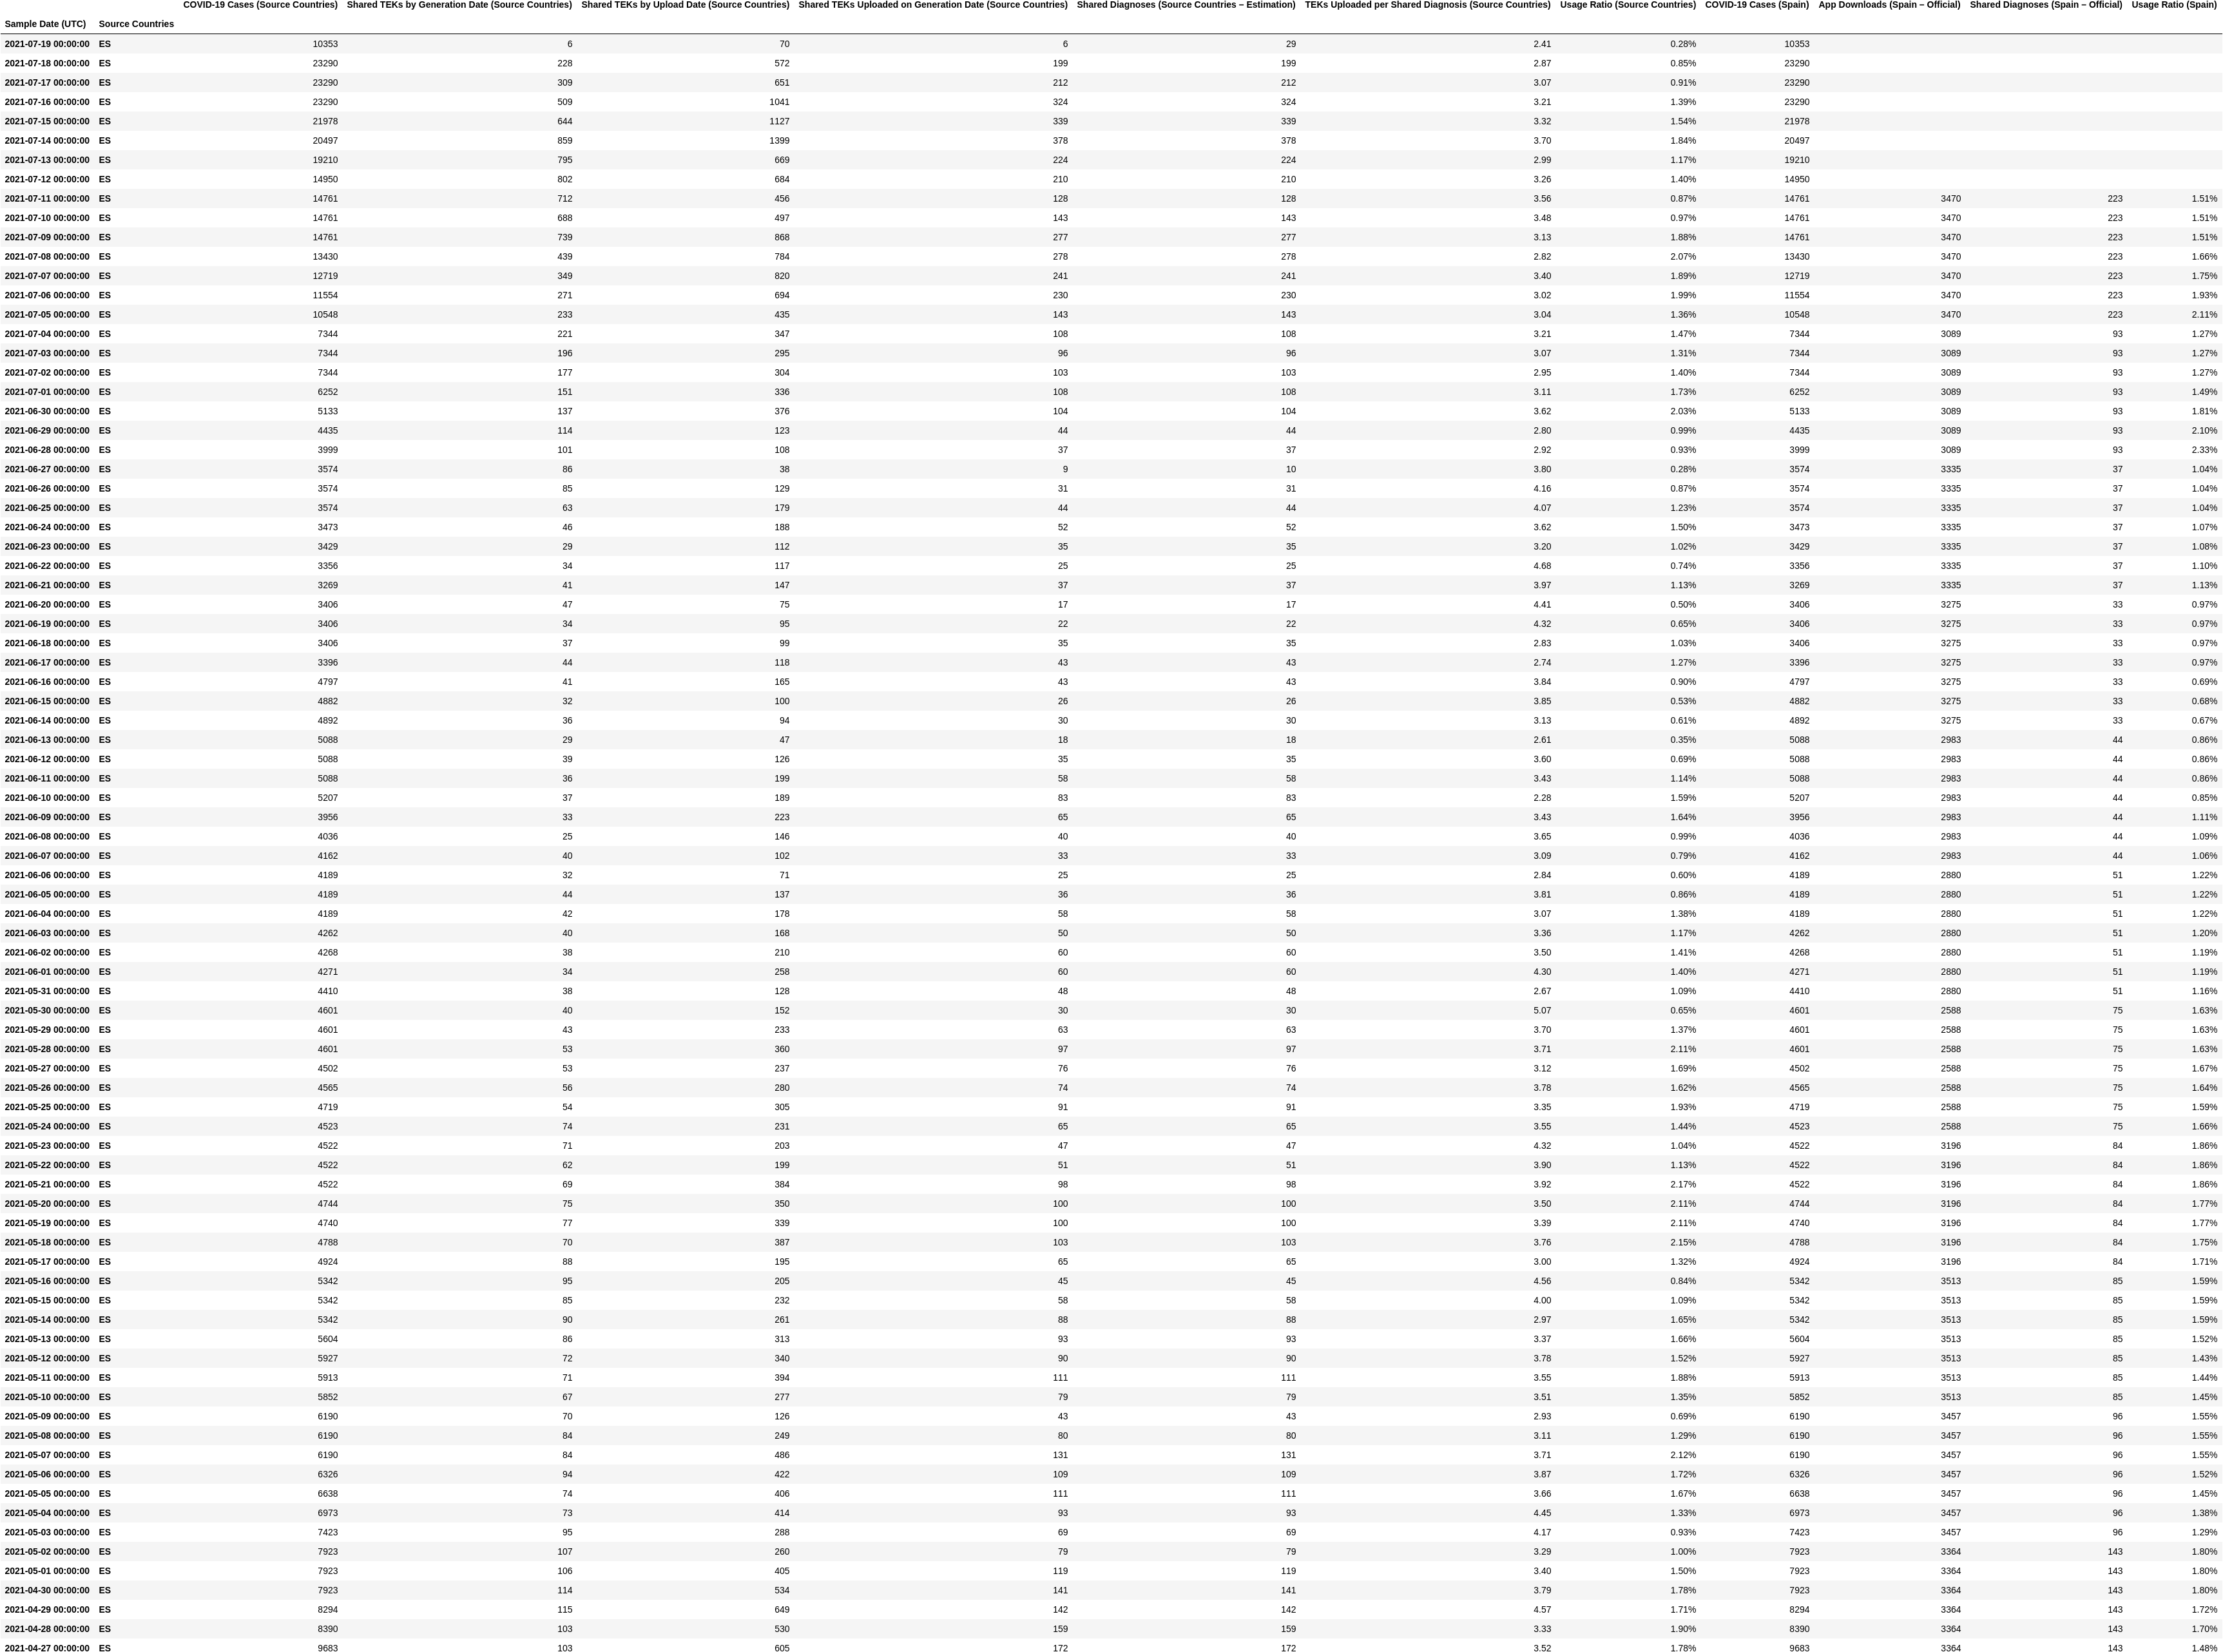 COVID-19 Cases (Source Countries) Shared TEKs by Generation Date (Source Countries) Shared TEKs by Upload Date (Source Countries) Shared TEKs Uploaded on Generation Date (Source Countries) Shared Diagnoses (Source Countries – Estimation) TEKs Uploaded per Shared Diagnosis (Source Countries) Usage Ratio (Source Countries) COVID-19 Cases (Spain) App Downloads (Spain – Official) Shared Diagnoses (Spain – Official) Usage Ratio (Spain)
Sample Date (UTC) Source Countries
2021-07-19 00:00:00 ES 10353 6 70 6 29 2.41 0.28% 10353
2021-07-18 00:00:00 ES 23290 228 572 199 199 2.87 0.85% 23290
2021-07-17 00:00:00 ES 23290 309 651 212 212 3.07 0.91% 23290
2021-07-16 00:00:00 ES 23290 509 1041 324 324 3.21 1.39% 23290
2021-07-15 00:00:00 ES 21978 644 1127 339 339 3.32 1.54% 21978
2021-07-14 00:00:00 ES 20497 859 1399 378 378 3.70 1.84% 20497
2021-07-13 00:00:00 ES 19210 795 669 224 224 2.99 1.17% 19210
2021-07-12 00:00:00 ES 14950 802 684 210 210 3.26 1.40% 14950
2021-07-11 00:00:00 ES 14761 712 456 128 128 3.56 0.87% 14761 3470 223 1.51%
2021-07-10 00:00:00 ES 14761 688 497 143 143 3.48 0.97% 14761 3470 223 1.51%
2021-07-09 00:00:00 ES 14761 739 868 277 277 3.13 1.88% 14761 3470 223 1.51%
2021-07-08 00:00:00 ES 13430 439 784 278 278 2.82 2.07% 13430 3470 223 1.66%
2021-07-07 00:00:00 ES 12719 349 820 241 241 3.40 1.89% 12719 3470 223 1.75%
2021-07-06 00:00:00 ES 11554 271 694 230 230 3.02 1.99% 11554 3470 223 1.93%
2021-07-05 00:00:00 ES 10548 233 435 143 143 3.04 1.36% 10548 3470 223 2.11%
2021-07-04 00:00:00 ES 7344 221 347 108 108 3.21 1.47% 7344 3089 93 1.27%
2021-07-03 00:00:00 ES 7344 196 295 96 96 3.07 1.31% 7344 3089 93 1.27%
2021-07-02 00:00:00 ES 7344 177 304 103 103 2.95 1.40% 7344 3089 93 1.27%
2021-07-01 00:00:00 ES 6252 151 336 108 108 3.11 1.73% 6252 3089 93 1.49%
2021-06-30 00:00:00 ES 5133 137 376 104 104 3.62 2.03% 5133 3089 93 1.81%
2021-06-29 00:00:00 ES 4435 114 123 44 44 2.80 0.99% 4435 3089 93 2.10%
2021-06-28 00:00:00 ES 3999 101 108 37 37 2.92 0.93% 3999 3089 93 2.33%
2021-06-27 00:00:00 ES 3574 86 38 9 10 3.80 0.28% 3574 3335 37 1.04%
2021-06-26 00:00:00 ES 3574 85 129 31 31 4.16 0.87% 3574 3335 37 1.04%
2021-06-25 00:00:00 ES 3574 63 179 44 44 4.07 1.23% 3574 3335 37 1.04%
2021-06-24 00:00:00 ES 3473 46 188 52 52 3.62 1.50% 3473 3335 37 1.07%
2021-06-23 00:00:00 ES 3429 29 112 35 35 3.20 1.02% 3429 3335 37 1.08%
2021-06-22 00:00:00 ES 3356 34 117 25 25 4.68 0.74% 3356 3335 37 1.10%
2021-06-21 00:00:00 ES 3269 41 147 37 37 3.97 1.13% 3269 3335 37 1.13%
2021-06-20 00:00:00 ES 3406 47 75 17 17 4.41 0.50% 3406 3275 33 0.97%
2021-06-19 00:00:00 ES 3406 34 95 22 22 4.32 0.65% 3406 3275 33 0.97%
2021-06-18 00:00:00 ES 3406 37 99 35 35 2.83 1.03% 3406 3275 33 0.97%
2021-06-17 00:00:00 ES 3396 44 118 43 43 2.74 1.27% 3396 3275 33 0.97%
2021-06-16 00:00:00 ES 4797 41 165 43 43 3.84 0.90% 4797 3275 33 0.69%
2021-06-15 00:00:00 ES 4882 32 100 26 26 3.85 0.53% 4882 3275 33 0.68%
2021-06-14 00:00:00 ES 4892 36 94 30 30 3.13 0.61% 4892 3275 33 0.67%
2021-06-13 00:00:00 ES 5088 29 47 18 18 2.61 0.35% 5088 2983 44 0.86%
2021-06-12 00:00:00 ES 5088 39 126 35 35 3.60 0.69% 5088 2983 44 0.86%
2021-06-11 00:00:00 ES 5088 36 199 58 58 3.43 1.14% 5088 2983 44 0.86%
2021-06-10 00:00:00 ES 5207 37 189 83 83 2.28 1.59% 5207 2983 44 0.85%
2021-06-09 00:00:00 ES 3956 33 223 65 65 3.43 1.64% 3956 2983 44 1.11%
2021-06-08 00:00:00 ES 4036 25 146 40 40 3.65 0.99% 4036 2983 44 1.09%
2021-06-07 00:00:00 ES 4162 40 102 33 33 3.09 0.79% 4162 2983 44 1.06%
2021-06-06 00:00:00 ES 4189 32 71 25 25 2.84 0.60% 4189 2880 51 1.22%
2021-06-05 00:00:00 ES 4189 44 137 36 36 3.81 0.86% 4189 2880 51 1.22%
2021-06-04 00:00:00 ES 4189 42 178 58 58 3.07 1.38% 4189 2880 51 1.22%
2021-06-03 00:00:00 ES 4262 40 168 50 50 3.36 1.17% 4262 2880 51 1.20%
2021-06-02 00:00:00 ES 4268 38 210 60 60 3.50 1.41% 4268 2880 51 1.19%
2021-06-01 00:00:00 ES 4271 34 258 60 60 4.30 1.40% 4271 2880 51 1.19%
2021-05-31 00:00:00 ES 4410 38 128 48 48 2.67 1.09% 4410 2880 51 1.16%
2021-05-30 00:00:00 ES 4601 40 152 30 30 5.07 0.65% 4601 2588 75 1.63%
2021-05-29 00:00:00 ES 4601 43 233 63 63 3.70 1.37% 4601 2588 75 1.63%
2021-05-28 00:00:00 ES 4601 53 360 97 97 3.71 2.11% 4601 2588 75 1.63%
2021-05-27 00:00:00 ES 4502 53 237 76 76 3.12 1.69% 4502 2588 75 1.67%
2021-05-26 00:00:00 ES 4565 56 280 74 74 3.78 1.62% 4565 2588 75 1.64%
2021-05-25 00:00:00 ES 4719 54 305 91 91 3.35 1.93% 4719 2588 75 1.59%
2021-05-24 00:00:00 ES 4523 74 231 65 65 3.55 1.44% 4523 2588 75 1.66%
2021-05-23 00:00:00 ES 4522 71 203 47 47 4.32 1.04% 4522 3196 84 1.86%
2021-05-22 00:00:00 ES 4522 62 199 51 51 3.90 1.13% 4522 3196 84 1.86%
2021-05-21 00:00:00 ES 4522 69 384 98 98 3.92 2.17% 4522 3196 84 1.86%
2021-05-20 00:00:00 ES 4744 75 350 100 100 3.50 2.11% 4744 3196 84 1.77%
2021-05-19 00:00:00 ES 4740 77 339 100 100 3.39 2.11% 4740 3196 84 1.77%
2021-05-18 00:00:00 ES 4788 70 387 103 103 3.76 2.15% 4788 3196 84 1.75%
2021-05-17 00:00:00 ES 4924 88 195 65 65 3.00 1.32% 4924 3196 84 1.71%
2021-05-16 00:00:00 ES 5342 95 205 45 45 4.56 0.84% 5342 3513 85 1.59%
2021-05-15 00:00:00 ES 5342 85 232 58 58 4.00 1.09% 5342 3513 85 1.59%
2021-05-14 00:00:00 ES 5342 90 261 88 88 2.97 1.65% 5342 3513 85 1.59%
2021-05-13 00:00:00 ES 5604 86 313 93 93 3.37 1.66% 5604 3513 85 1.52%
2021-05-12 00:00:00 ES 5927 72 340 90 90 3.78 1.52% 5927 3513 85 1.43%
2021-05-11 00:00:00 ES 5913 71 394 111 111 3.55 1.88% 5913 3513 85 1.44%
2021-05-10 00:00:00 ES 5852 67 277 79 79 3.51 1.35% 5852 3513 85 1.45%
2021-05-09 00:00:00 ES 6190 70 126 43 43 2.93 0.69% 6190 3457 96 1.55%
2021-05-08 00:00:00 ES 6190 84 249 80 80 3.11 1.29% 6190 3457 96 1.55%
2021-05-07 00:00:00 ES 6190 84 486 131 131 3.71 2.12% 6190 3457 96 1.55%
2021-05-06 00:00:00 ES 6326 94 422 109 109 3.87 1.72% 6326 3457 96 1.52%
2021-05-05 00:00:00 ES 6638 74 406 111 111 3.66 1.67% 6638 3457 96 1.45%
2021-05-04 00:00:00 ES 6973 73 414 93 93 4.45 1.33% 6973 3457 96 1.38%
2021-05-03 00:00:00 ES 7423 95 288 69 69 4.17 0.93% 7423 3457 96 1.29%
2021-05-02 00:00:00 ES 7923 107 260 79 79 3.29 1.00% 7923 3364 143 1.80%
2021-05-01 00:00:00 ES 7923 106 405 119 119 3.40 1.50% 7923 3364 143 1.80%
2021-04-30 00:00:00 ES 7923 114 534 141 141 3.79 1.78% 7923 3364 143 1.80%
2021-04-29 00:00:00 ES 8294 115 649 142 142 4.57 1.71% 8294 3364 143 1.72%
2021-04-28 00:00:00 ES 8390 103 530 159 159 3.33 1.90% 8390 3364 143 1.70%
2021-04-27 00:00:00 ES 9683 103 605 172 172 3.52 1.78% 9683 3364 143 1.48%